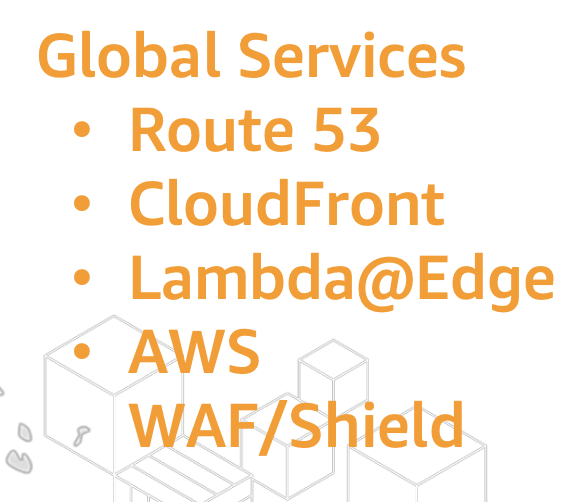 Global Services
• Route 53
• CloudFront
• Lambda@Edge
• AWS
WAF/Shield